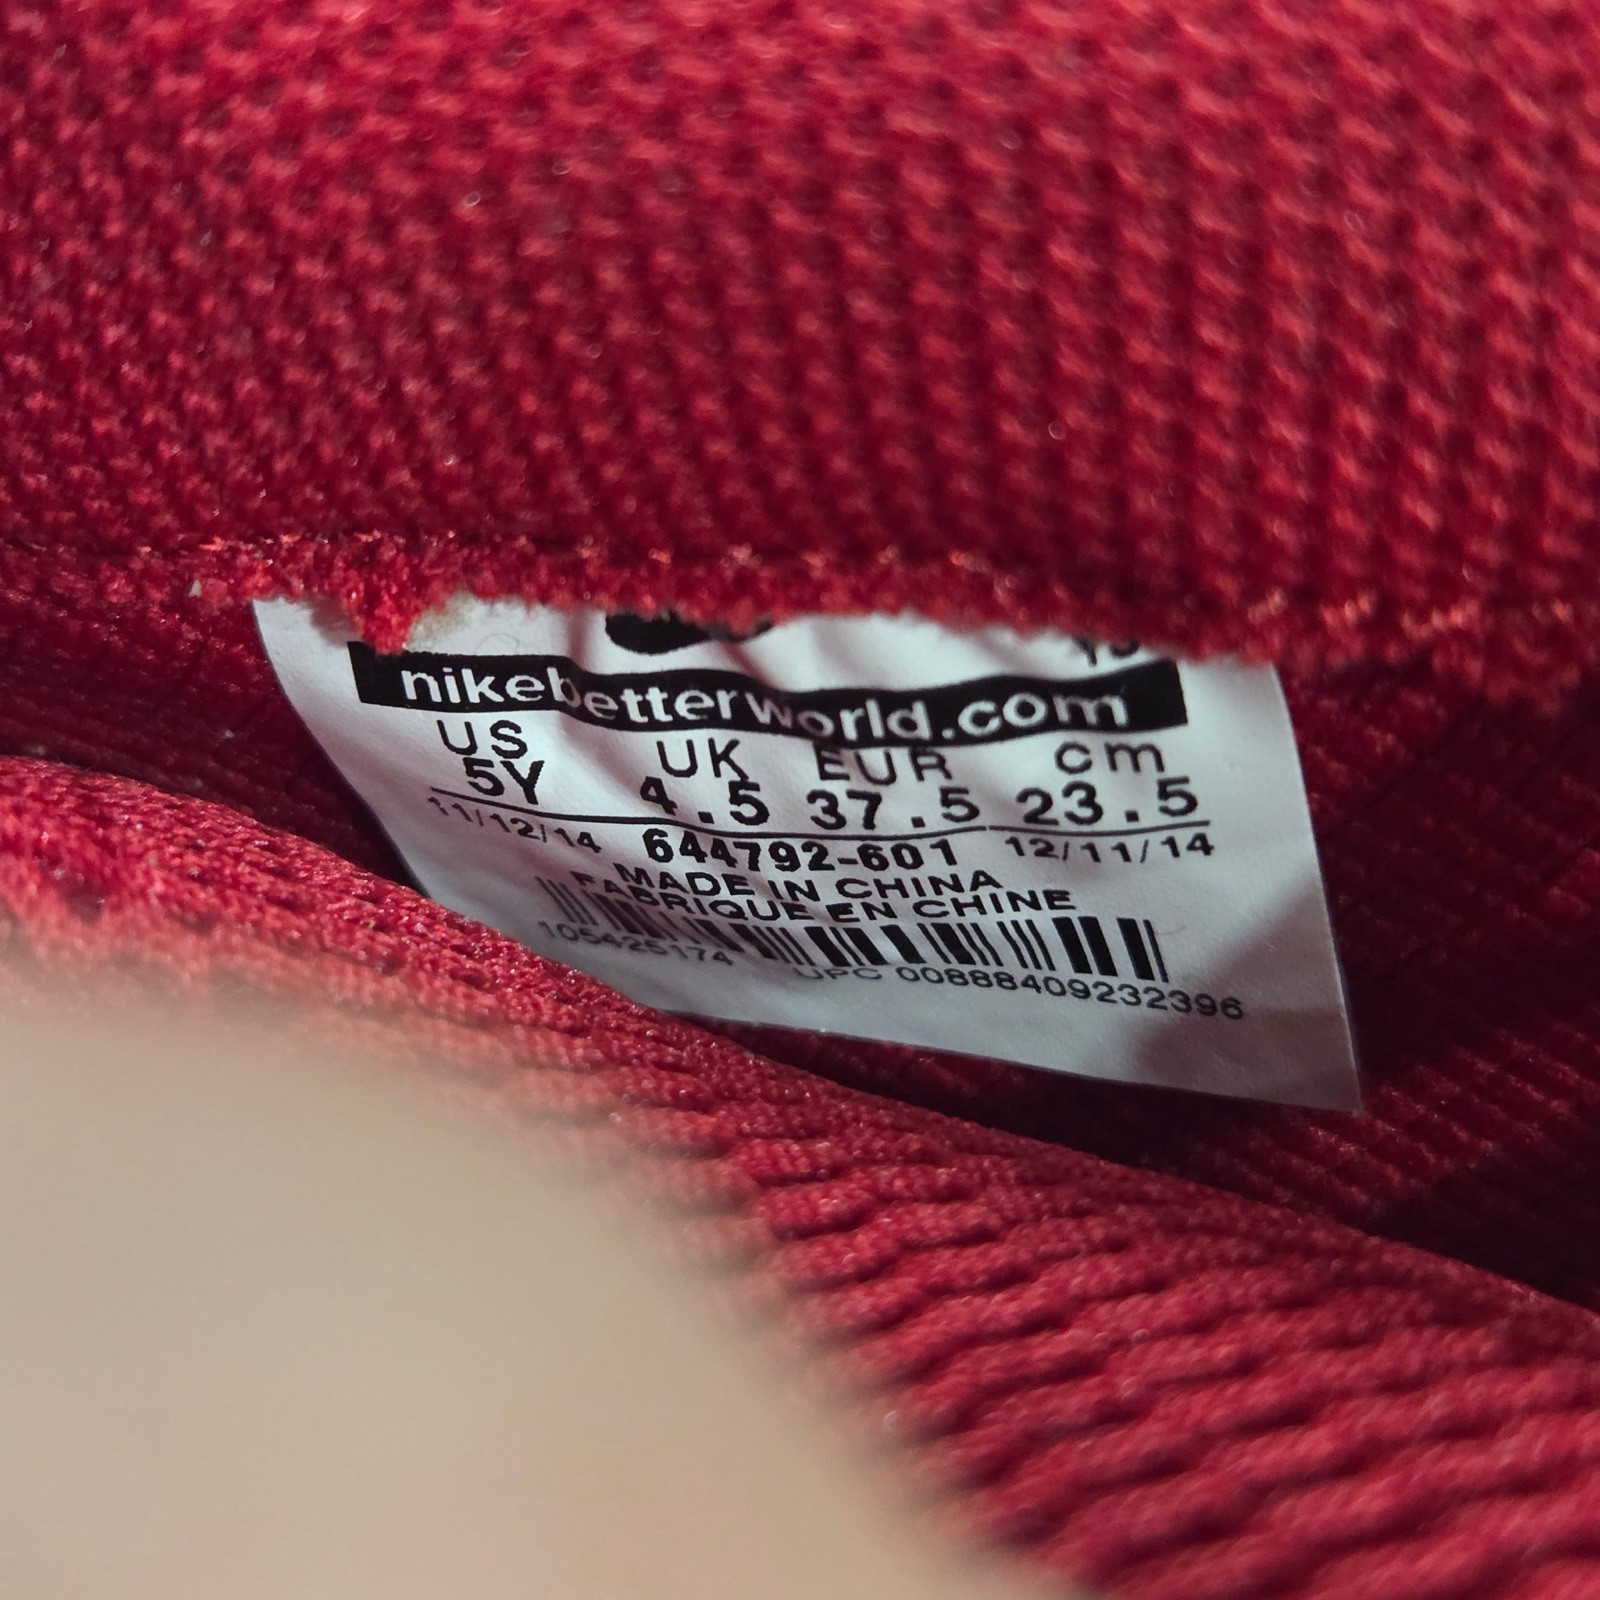 nikebetterworld.com
US UK EUR cm
5Y 4.5 37.5 23.5
11/12/14 644792-601 12/11/14
MADE IN CHINA
FABRIQUE EN CHINE
105425174 UPC 00888409232396